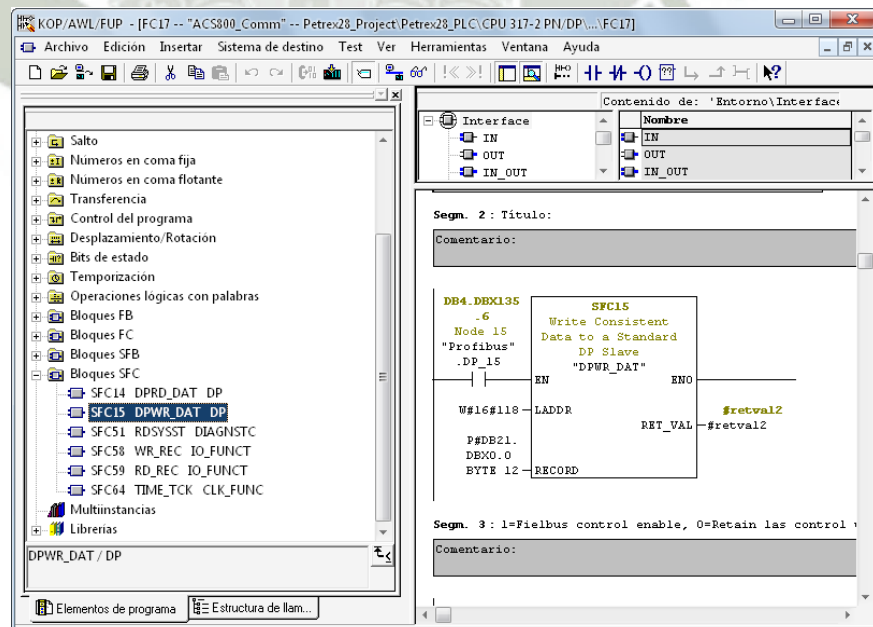 KOP/AWL/FUP - [FC17 -- "ACS800_Comm" -- Petrex28_Project\Petrex28_PLC\CPU 317-2 PN/DP\...\FC17]
Archivo Edición Insertar Sistema de destino Test Ver Herramientas Ventana Ayuda
Salto
Números en coma fija
Números en coma flotante
Transferencia
Control del programa
Desplazamiento/Rotación
Bits de estado
Temporización
Operaciones lógicas con palabras
Bloques FB
Bloques FC
Bloques SFB
Bloques SFC
SFC14 DPRD_DAT DP
SFC15 DPWR_DAT DP
SFC51 RDSYSST DIAGNSTC
SFC58 WR_REC IO_FUNCT
SFC59 RD_REC IO_FUNCT
SFC64 TIME_TCK CLK_FUNC
Multiinstancias
Librerías
DPWR_DAT / DP
Elementos de programa
Estructura de llam...
Contenido de: 'Entorno\Interface
Interface
IN
OUT
IN_OUT
Nombre
IN
OUT
IN_OUT
Segm. 2 : Título:
Comentario:
DB4.DBX135
.6
Node 15
"Profibus"
.DP_15
SFC15
Write Consistent
Data to a Standard
DP Slave
"DPWR_DAT"
EN ENO
W#16#118 LADDR
#retval2
RET_VAL #retval2
P#DB21.
DBX0.0
BYTE 12 RECORD
Segm. 3 : 1=Fielbus control enable, 0=Retain las control
Comentario: